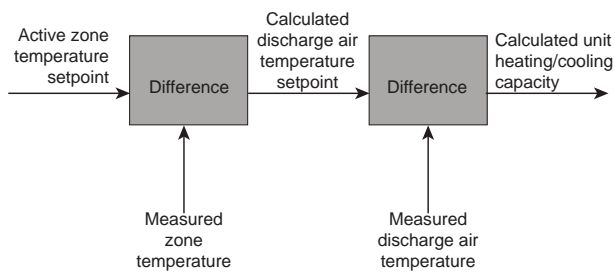 Active zone
temperature
setpoint
Difference
Calculated
discharge air
temperature
setpoint
Difference
Calculated unit
heating/cooling
capacity
Measured
zone
temperature
Measured
discharge air
temperature